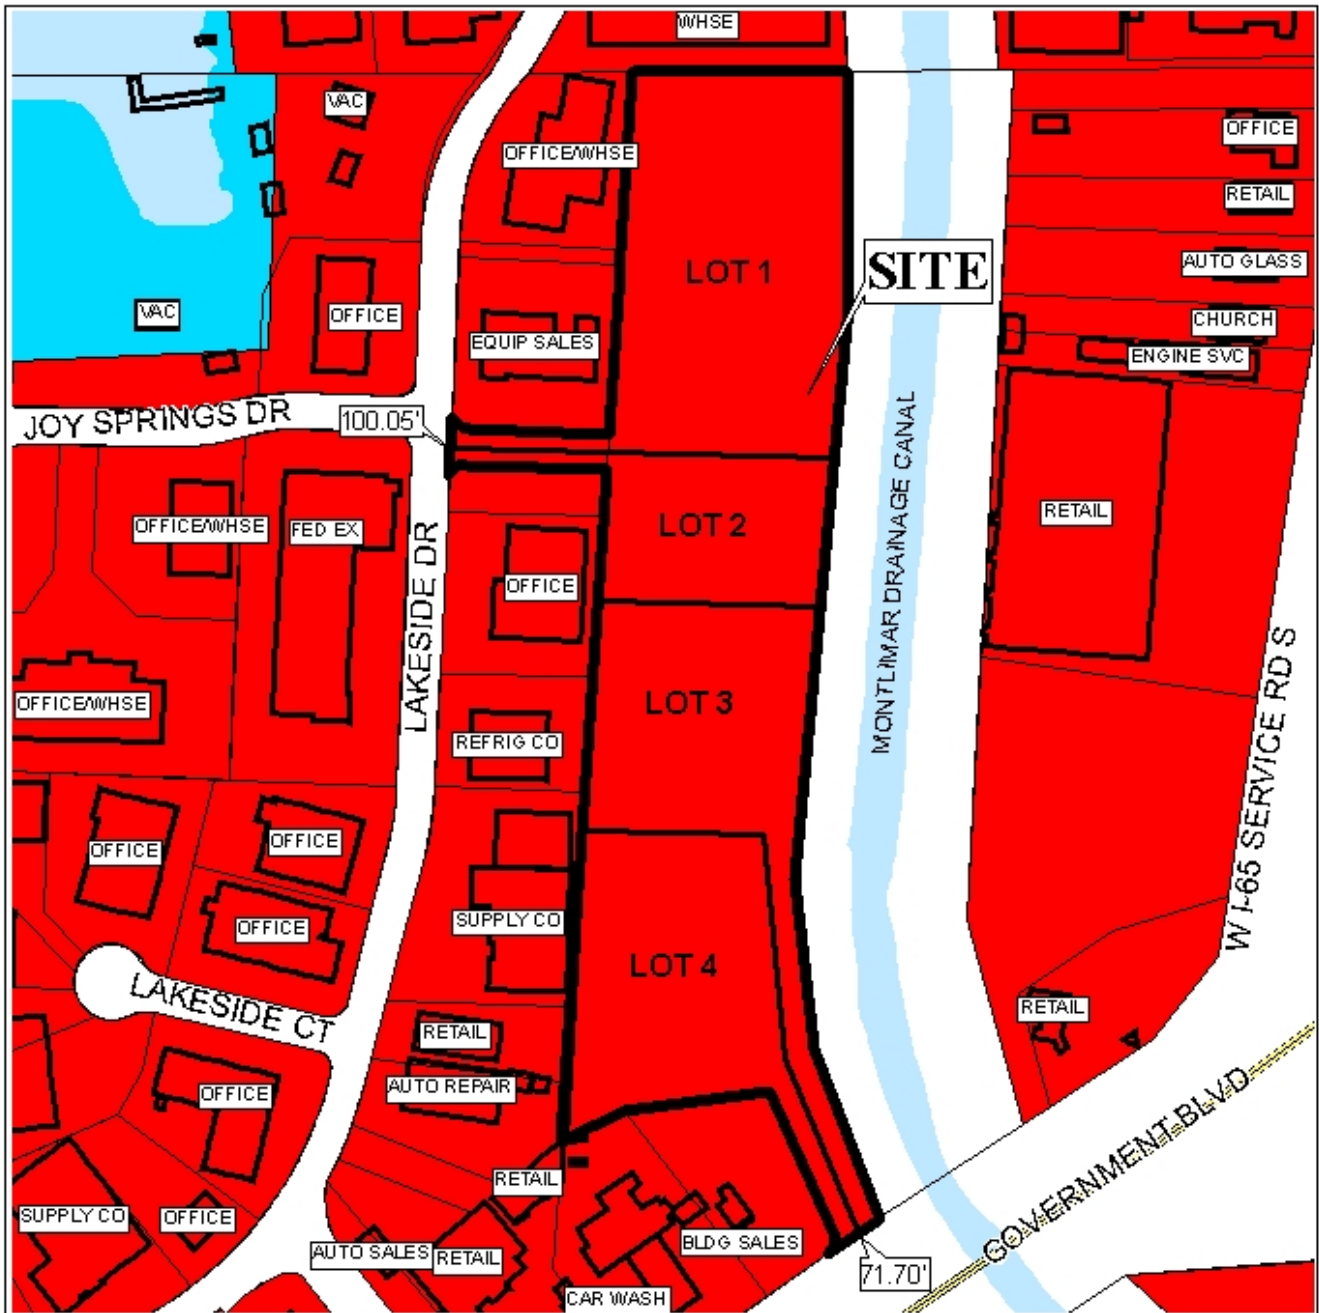 WHSE
VAC
OFFICE/WHSE
OFFICE
RETAIL
LOT 1
SITE
AUTO GLASS
VAC
OFFICE
EQUIP SALES
CHURCH
ENGINE SVC
JOY SPRINGS DR
100.05'
OFFICE/WHSE
FED EX
LOT 2
RETAIL
OFFICE
LAKESIDE DR
MONTLIMAR DRAINAGE CANAL
OFFICE/WHSE
LOT 3
REFRIG CO
W I-65 SERVICE RD S
OFFICE
OFFICE
OFFICE
SUPPLY CO
LOT 4
LAKESIDE CT
RETAIL
RETAIL
OFFICE
AUTO REPAIR
GOVERNMENT BLVD
RETAIL
SUPPLY CO
OFFICE
AUTO SALES
RETAIL
BLDG SALES
71.70'
CAR WASH